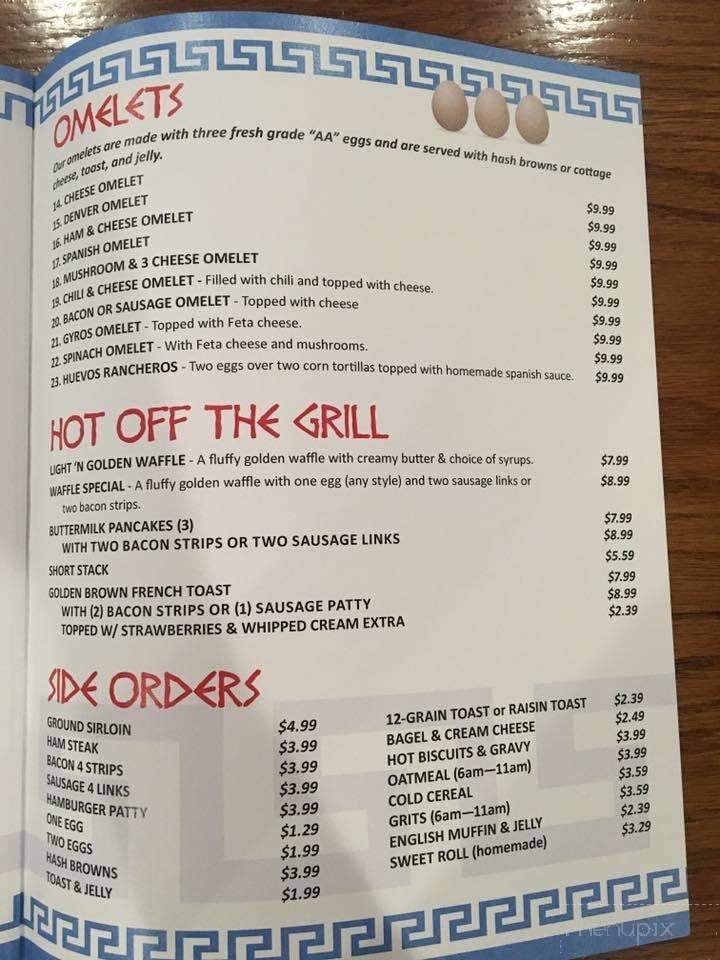 OMELETS
Our omelets are made with three fresh grade “AA” eggs and are served with hash browns or cottage
cheese, toast, and jelly.
14. CHEESE OMELET $9.99
15. DENVER OMELET $9.99
16. HAM & CHEESE OMELET $9.99
17. SPANISH OMELET $9.99
18. MUSHROOM & 3 CHEESE OMELET $9.99
19. CHILI & CHEESE OMELET - Filled with chili and topped with cheese. $9.99
20. BACON OR SAUSAGE OMELET - Topped with cheese $9.99
21. GYROS OMELET - Topped with Feta cheese. $9.99
22. SPINACH OMELET - With Feta cheese and mushrooms. $9.99
23. HUEVOS RANCHEROS - Two eggs over two corn tortillas topped with homemade spanish sauce. $9.99
HOT OFF THE GRILL
LIGHT ’N GOLDEN WAFFLE - A fluffy golden waffle with creamy butter & choice of syrups. $7.99
WAFFLE SPECIAL - A fluffy golden waffle with one egg (any style) and two sausage links or $8.99
two bacon strips.
BUTTERMILK PANCAKES (3) $7.99
WITH TWO BACON STRIPS OR TWO SAUSAGE LINKS $8.99
SHORT STACK $5.59
GOLDEN BROWN FRENCH TOAST $7.99
WITH (2) BACON STRIPS OR (1) SAUSAGE PATTY $8.99
TOPPED W/ STRAWBERRIES & WHIPPED CREAM EXTRA $2.39
SIDE ORDERS
GROUND SIRLOIN $4.99
HAM STEAK $3.99
BACON 4 STRIPS $3.99
SAUSAGE 4 LINKS $3.99
HAMBURGER PATTY $3.99
ONE EGG $1.29
TWO EGGS $1.99
HASH BROWNS $3.99
TOAST & JELLY $1.99
12-GRAIN TOAST or RAISIN TOAST $2.39
BAGEL & CREAM CHEESE $2.49
HOT BISCUITS & GRAVY $3.99
OATMEAL (6am—11am) $3.99
COLD CEREAL $3.59
GRITS (6am—11am) $3.59
ENGLISH MUFFIN & JELLY $2.39
SWEET ROLL (homemade) $3.29
menupix